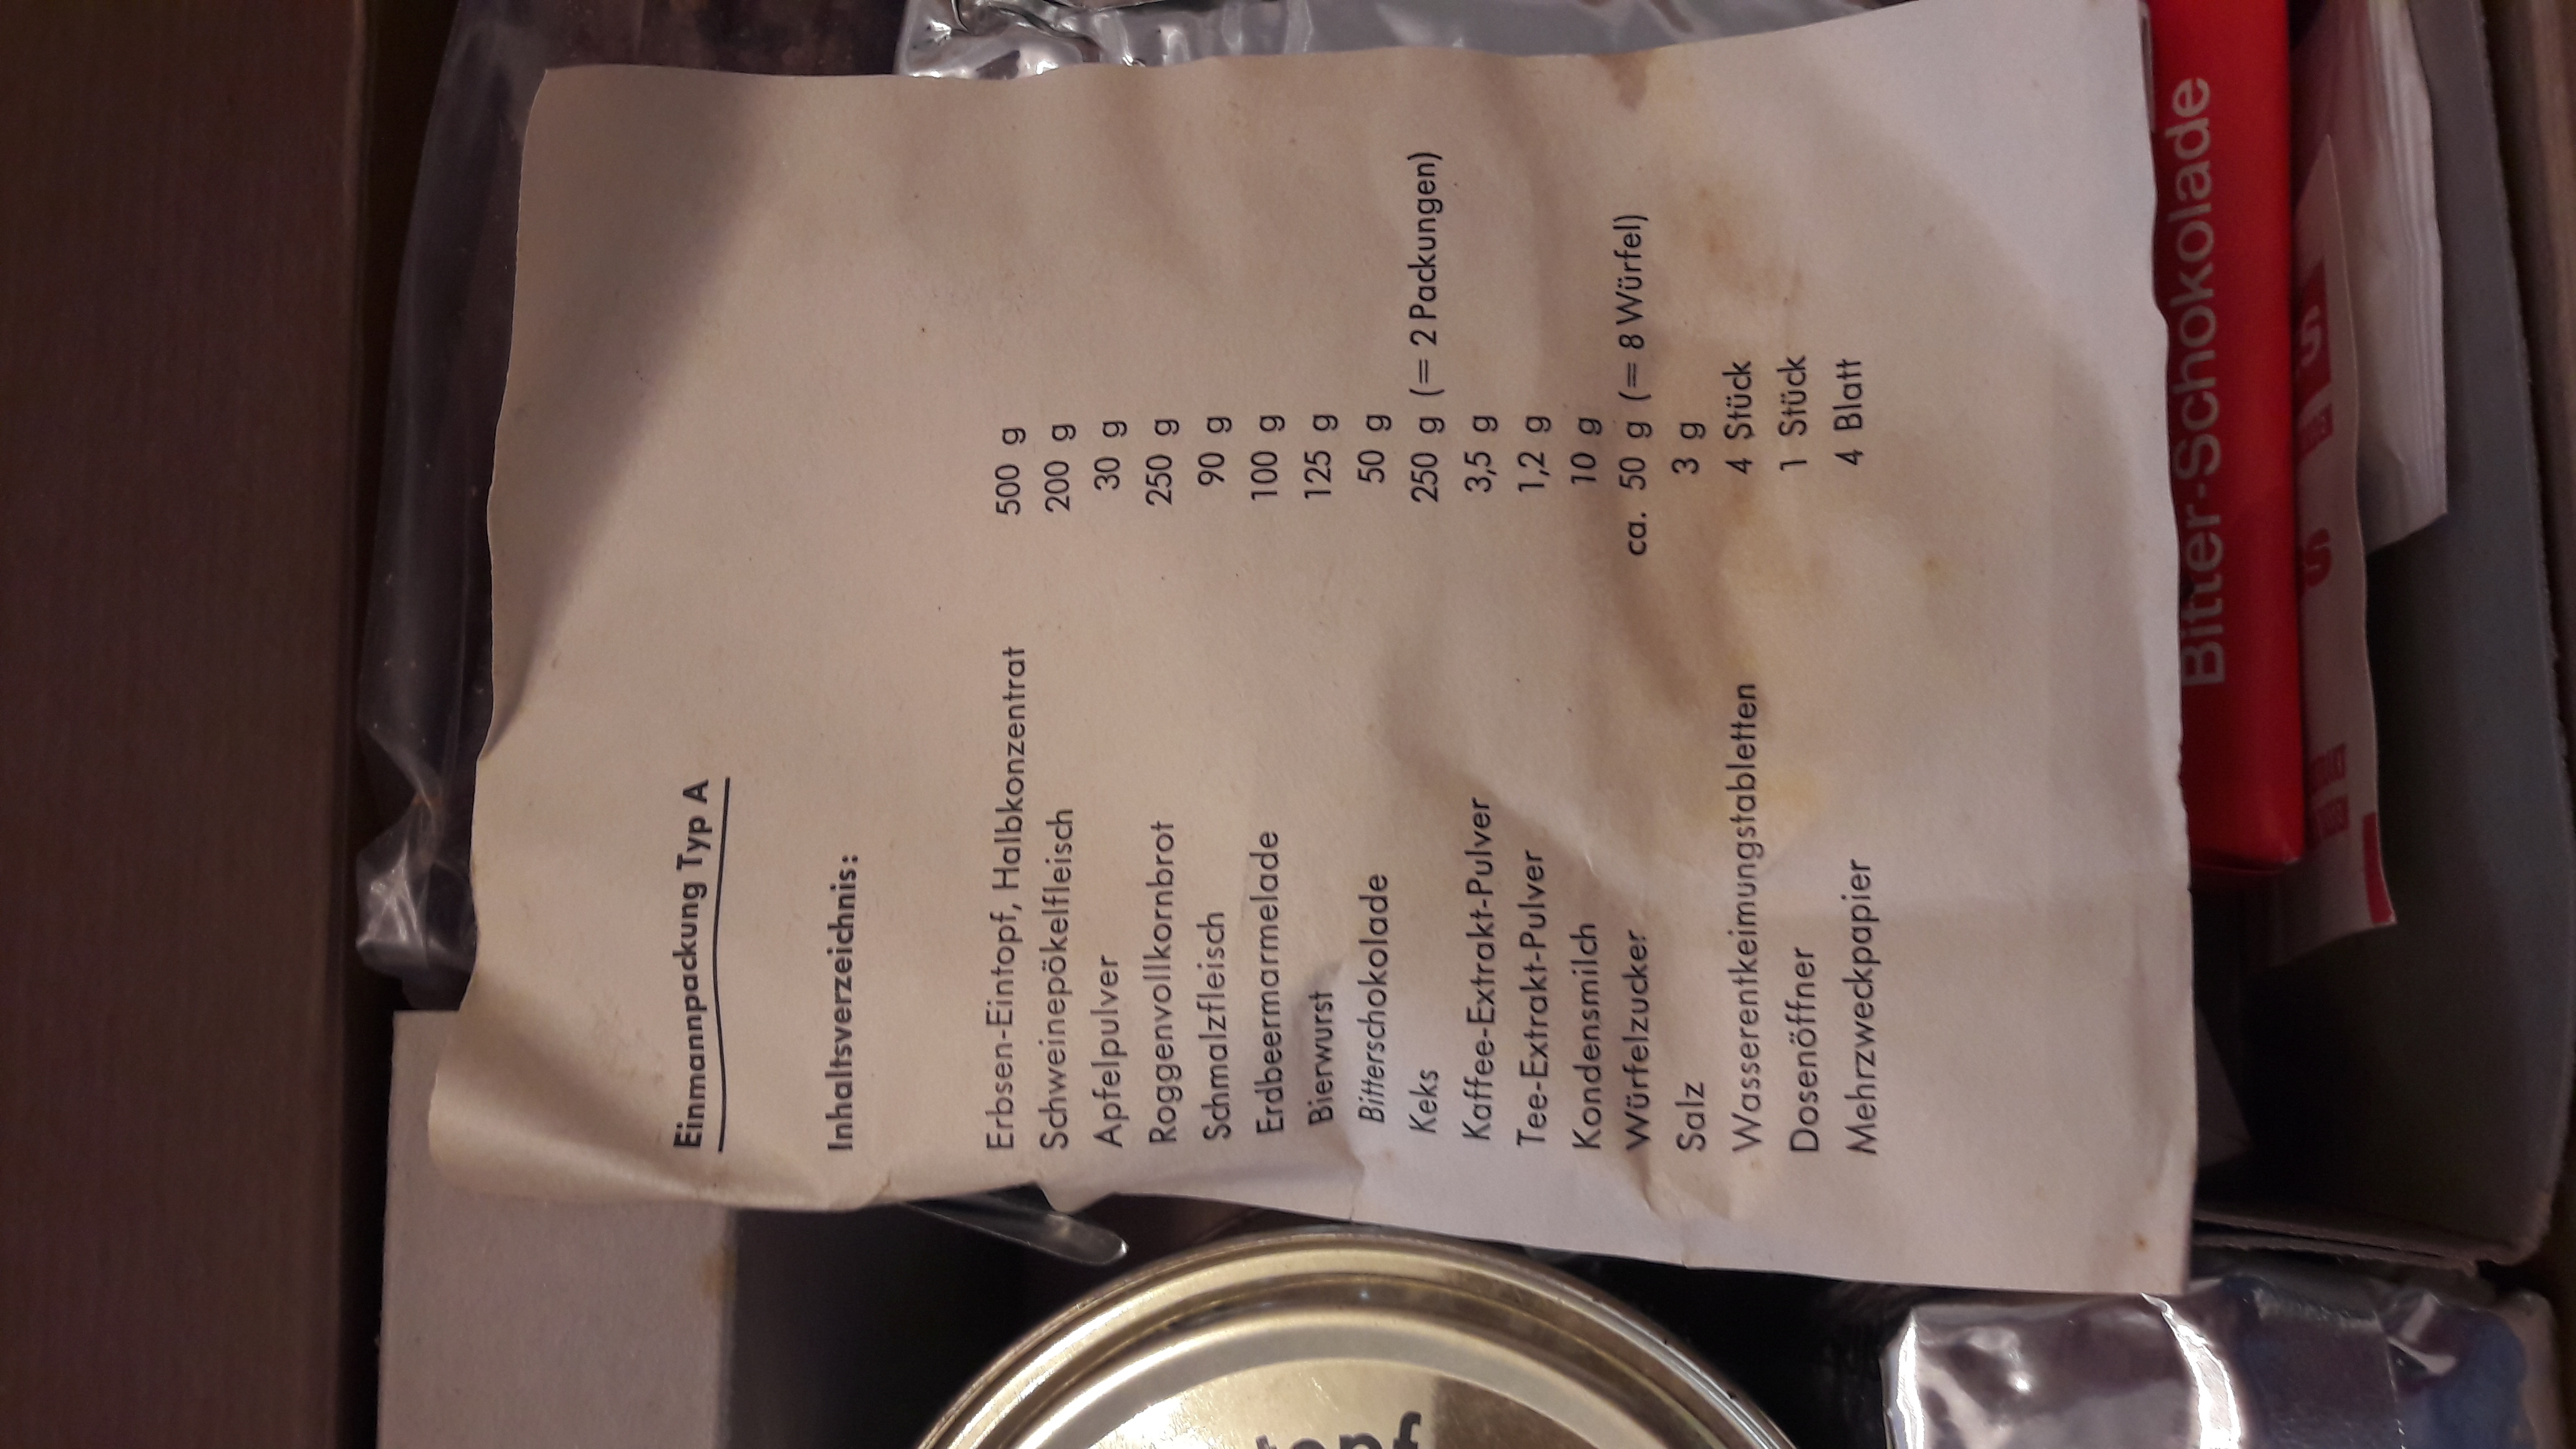 Einmannpackung Typ A
Inhaltsverzeichnis:
Erbsen-Eintopf, Halbkonzentrat 500 g
Schweinepökelfleisch 200 g
Apfelpulver 30 g
Roggenvollkornbrot 250 g
Schmalzfleisch 90 g
Erdbeermarmelade 100 g
Bierwurst 125 g
Bitterschokolade 50 g
Keks 250 g (= 2 Packungen)
Kaffee-Extrakt-Pulver 3,5 g
Tee-Extrakt-Pulver 1,2 g
Kondensmilch 10 g
Würfelzucker ca. 50 g (= 8 Würfel)
Salz 3 g
Wasserentkeimungstabletten 4 Stück
Dosenöffner 1 Stück
Mehrzweckpapier 4 Blatt
Bitter-Schokolade